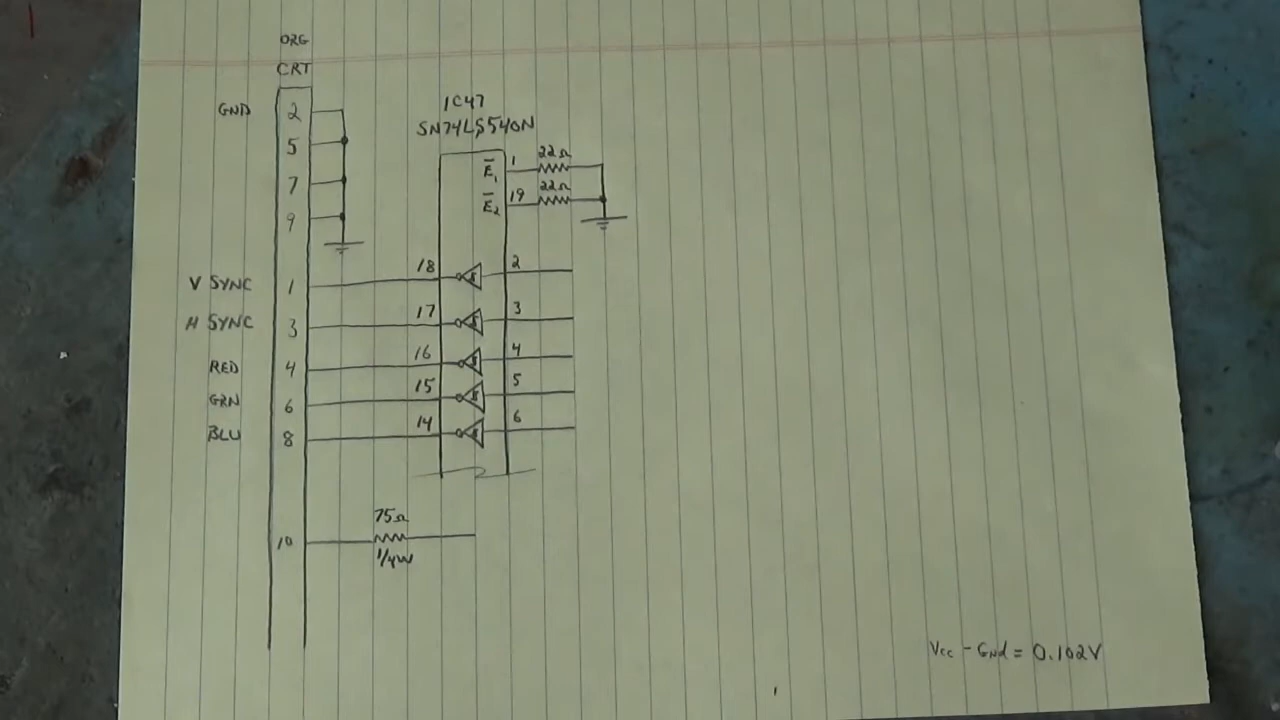 ORG
CRT
GND 2
5
7
9
1C47
SN74LS540N
E1 1 22Ω
E2 19 22Ω
V SYNC 1 18 2
H SYNC 3 17 3
RED 4 16 4
GRN 6 15 5
BLU 8 14 6
75Ω
10
1/4W
Vcc - Gnd = 0.102V